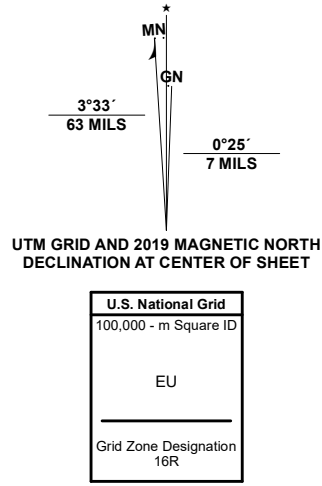 ★
MN
GN
3°33´
63 MILS
0°25´
7 MILS
UTM GRID AND 2019 MAGNETIC NORTH
DECLINATION AT CENTER OF SHEET
U.S. National Grid
100,000 - m Square ID
EU
Grid Zone Designation
16R